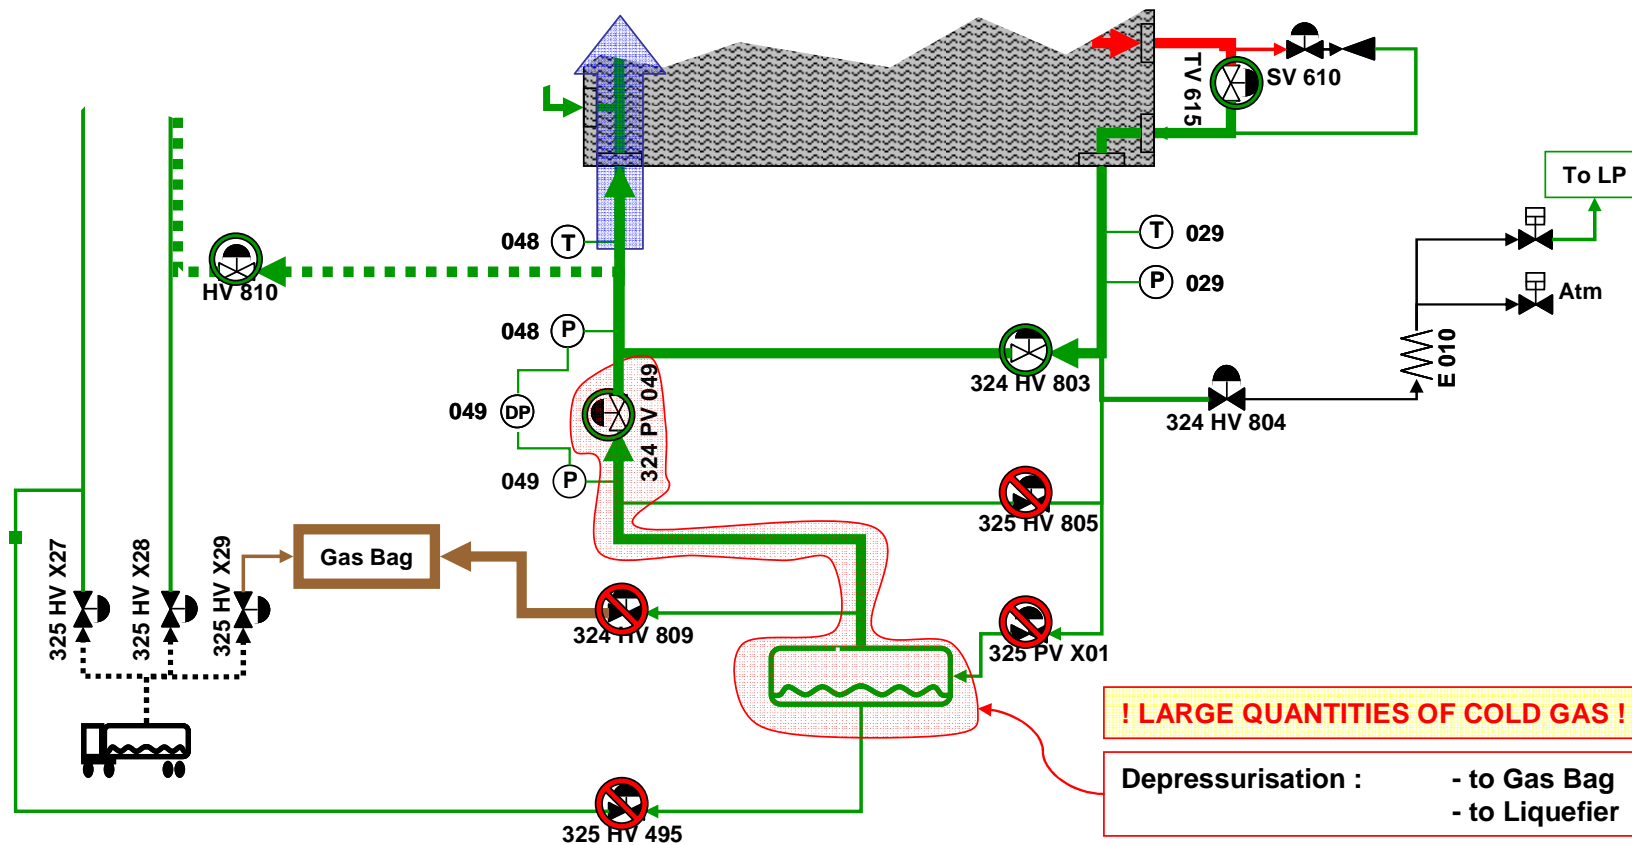 TV 615
SV 610
To LP
048
T
T
029
HV 810
P
029
Atm
048
P
324 HV 803
E 010
049
DP
324 PV 049
324 HV 804
049
P
325 HV 805
325 HV X27
325 HV X28
325 HV X29
Gas Bag
324 HV 809
325 PV X01
! LARGE QUANTITIES OF COLD GAS !
Depressurisation : - to Gas Bag
- to Liquefier
325 HV 495